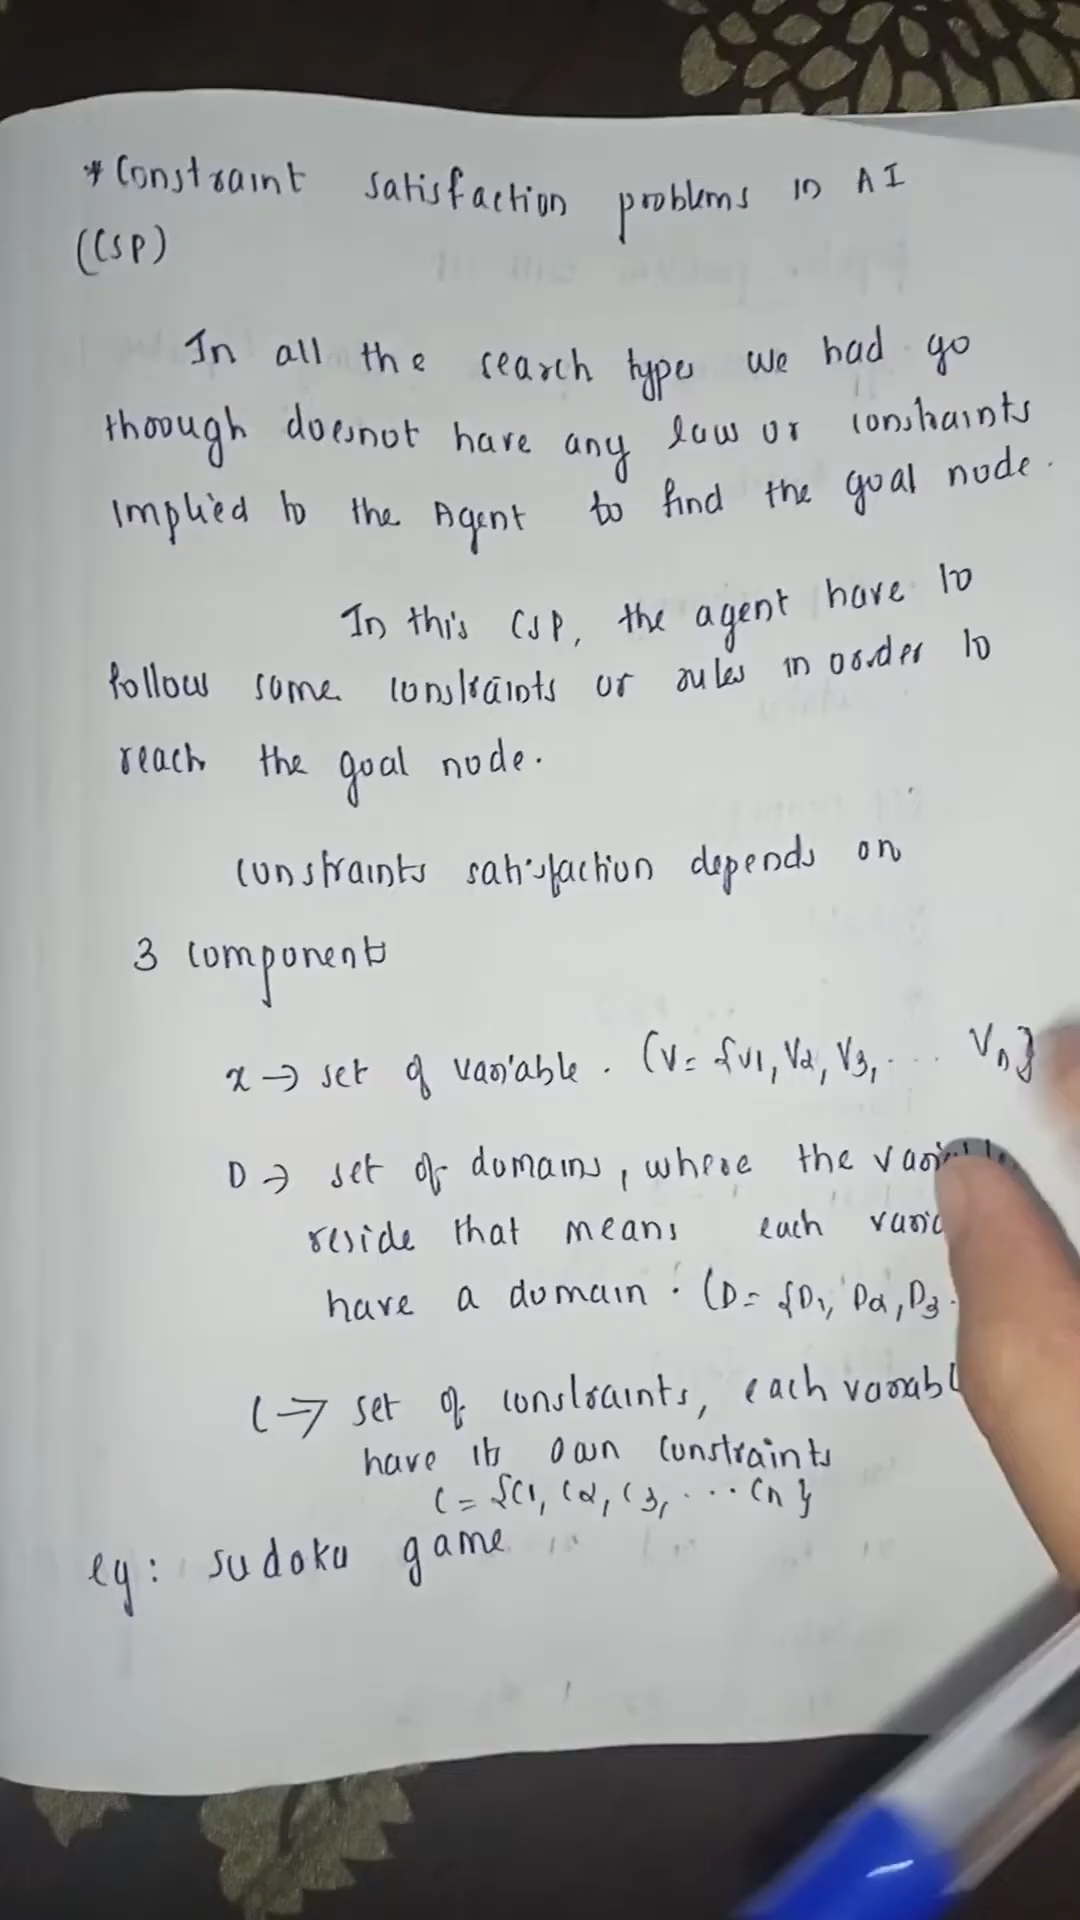 * Constraint satisfaction problems in AI
(CSP)
In all the search type we had go
through doesnot have any law or constraints
implied to the Agent to find the goal node.
In this CSP, the agent have to
follow some constraints or rules in order to
reach the goal node.
constraints satisfaction depends on
3 components
x → set of variable. (V = {V1, V2, V3, ... Vn}
D → set of domains, where the
reside that means each
have a domain. (D = {D1, D2, D3
C → set of constraints, each
have its own constraints
C = {C1, C2, C3, ... Cn}
eg: sudoku game